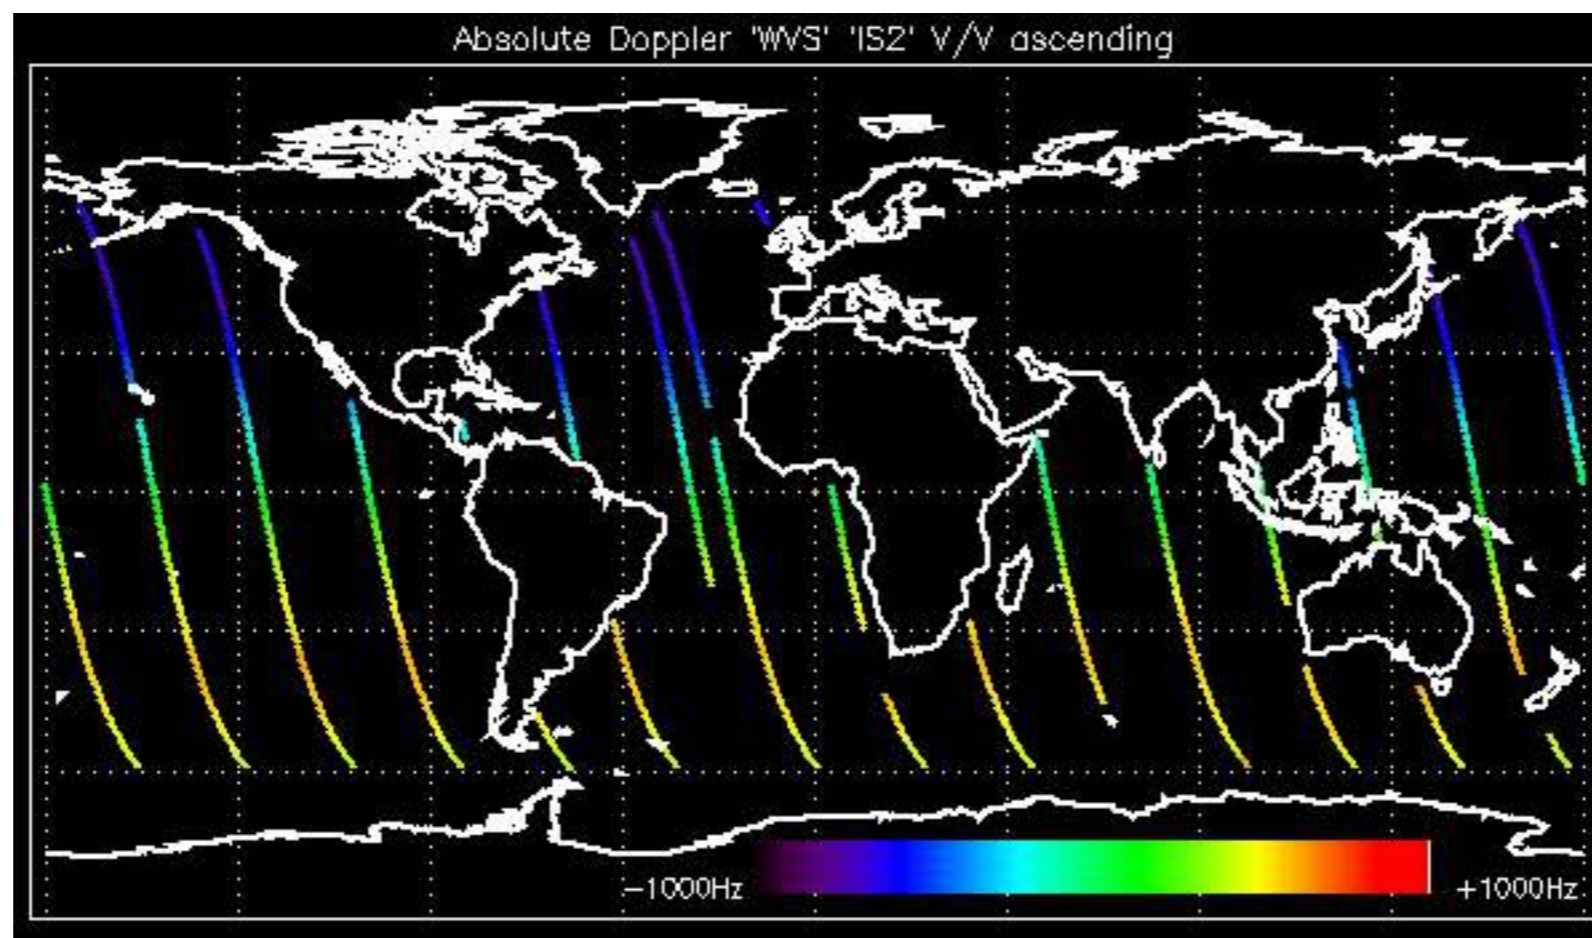 Absolute Doppler 'WVS' 'IS2' V/V ascending
−1000Hz +1000Hz